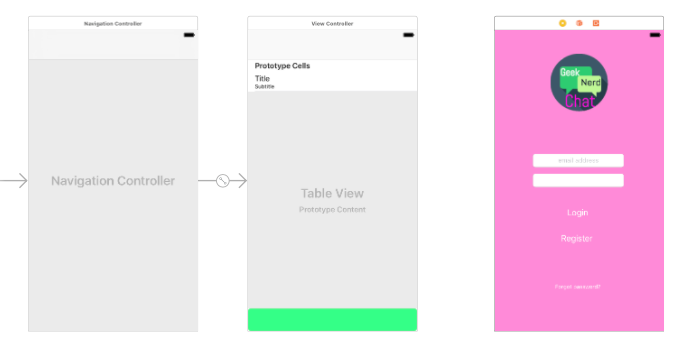 Navigation Controller
View Controller
Prototype Cells
Title
Subtitle
Navigation Controller
Table View
Prototype Content
Geek
Nerd
Chat
email address
Login
Register
Forgot password?